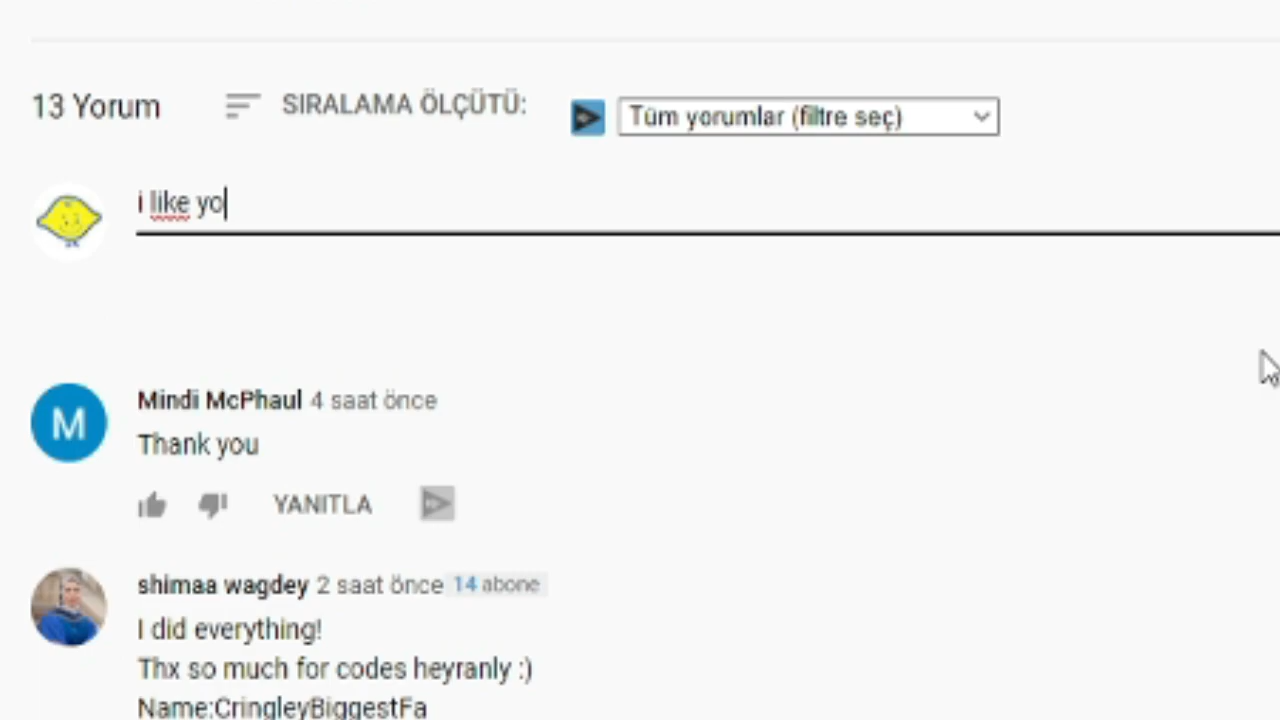 13 Yorum SIRALAMA ÖLÇÜTÜ: Tüm yorumlar (filtre seç)
i like yo
M
Mindi McPhaul 4 saat önce
Thank you
YANITLA
shimaa wagdey 2 saat önce 14 abone
I did everything!
Thx so much for codes heyranly :)
Name:CringleyBiggestFa